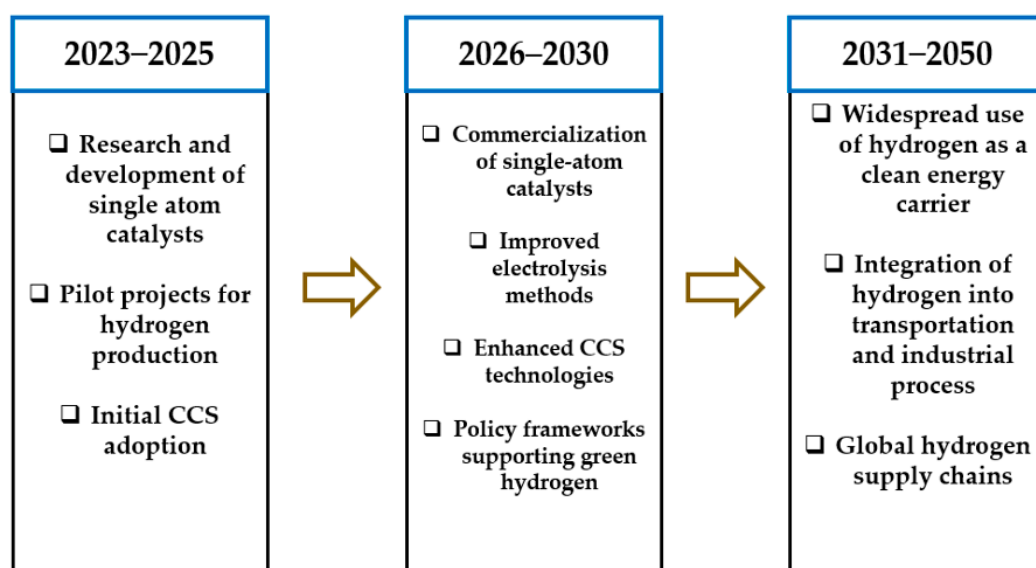 2023–2025
❑ Research and
development of
single atom
catalysts
❑ Pilot projects for
hydrogen
production
❑ Initial CCS
adoption
2026–2030
❑ Commercialization
of single-atom
catalysts
❑ Improved
electrolysis
methods
❑ Enhanced CCS
technologies
❑ Policy frameworks
supporting green
hydrogen
2031–2050
❑ Widespread use
of hydrogen as a
clean energy
carrier
❑ Integration of
hydrogen into
transportation
and industrial
process
❑ Global hydrogen
supply chains